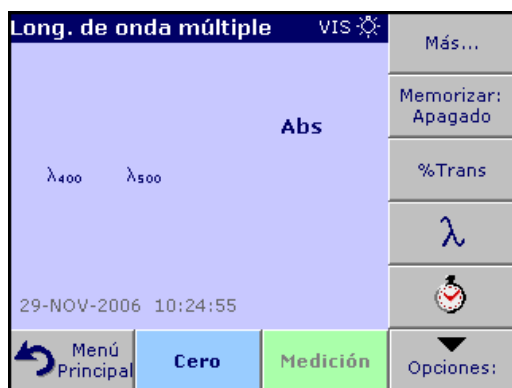 Long. de onda múltiple VIS
Más...
Memorizar:
Apagado
Abs
%Trans
λ400 λ500
λ
29-NOV-2006 10:24:55
Menú
Principal
Cero
Medición
Opciones: